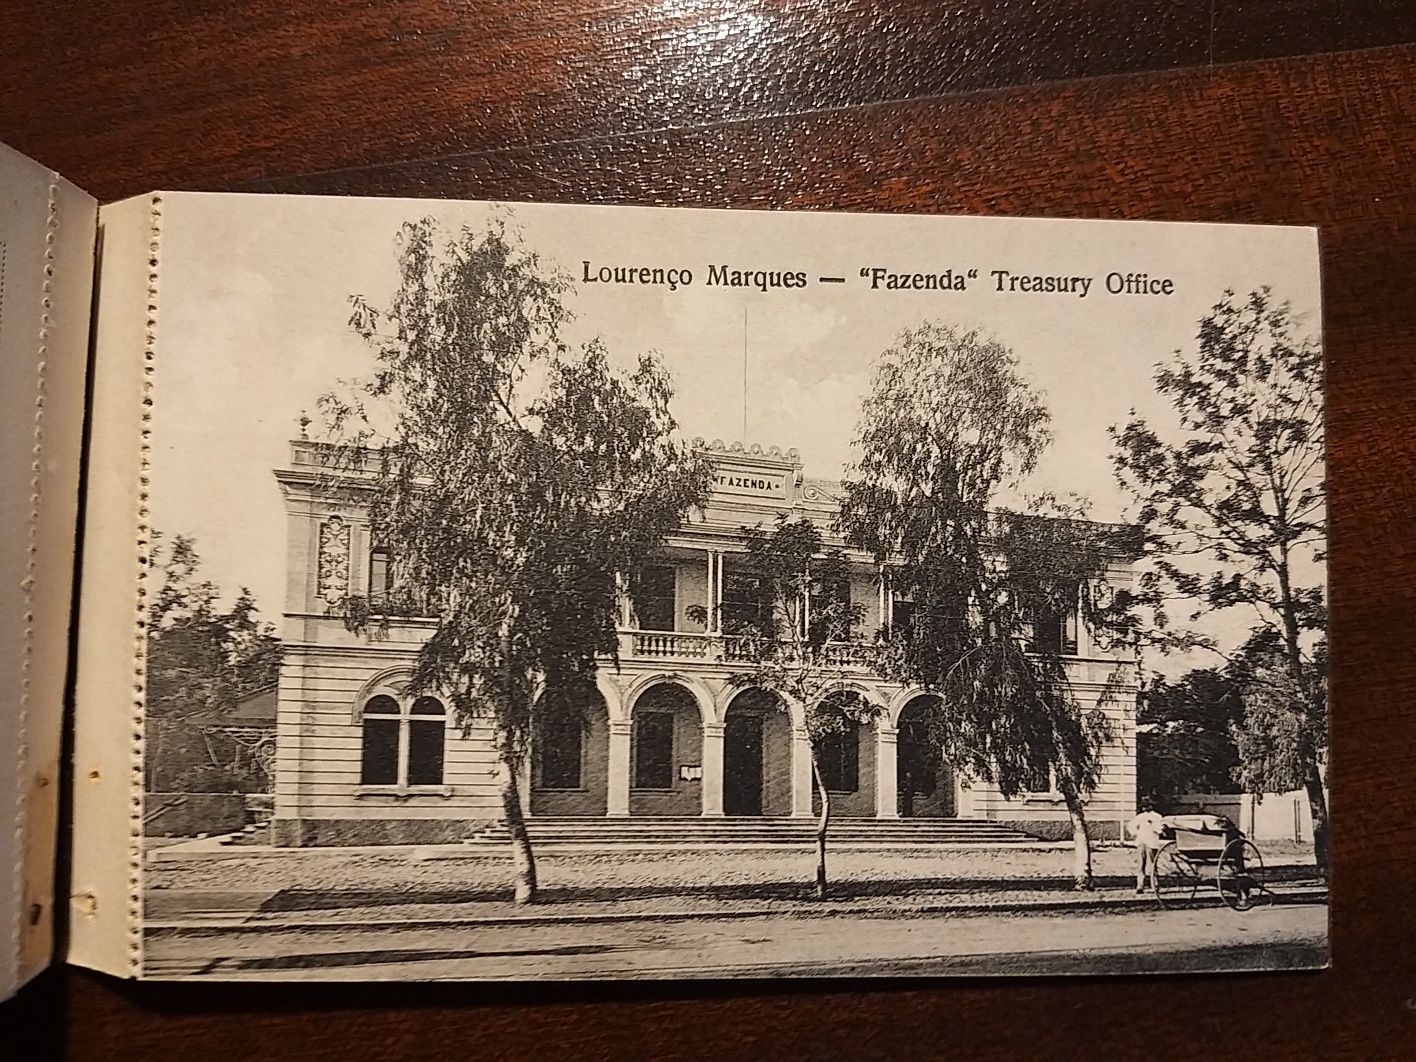 Lourenço Marques — “Fazenda“ Treasury Office
FAZENDA